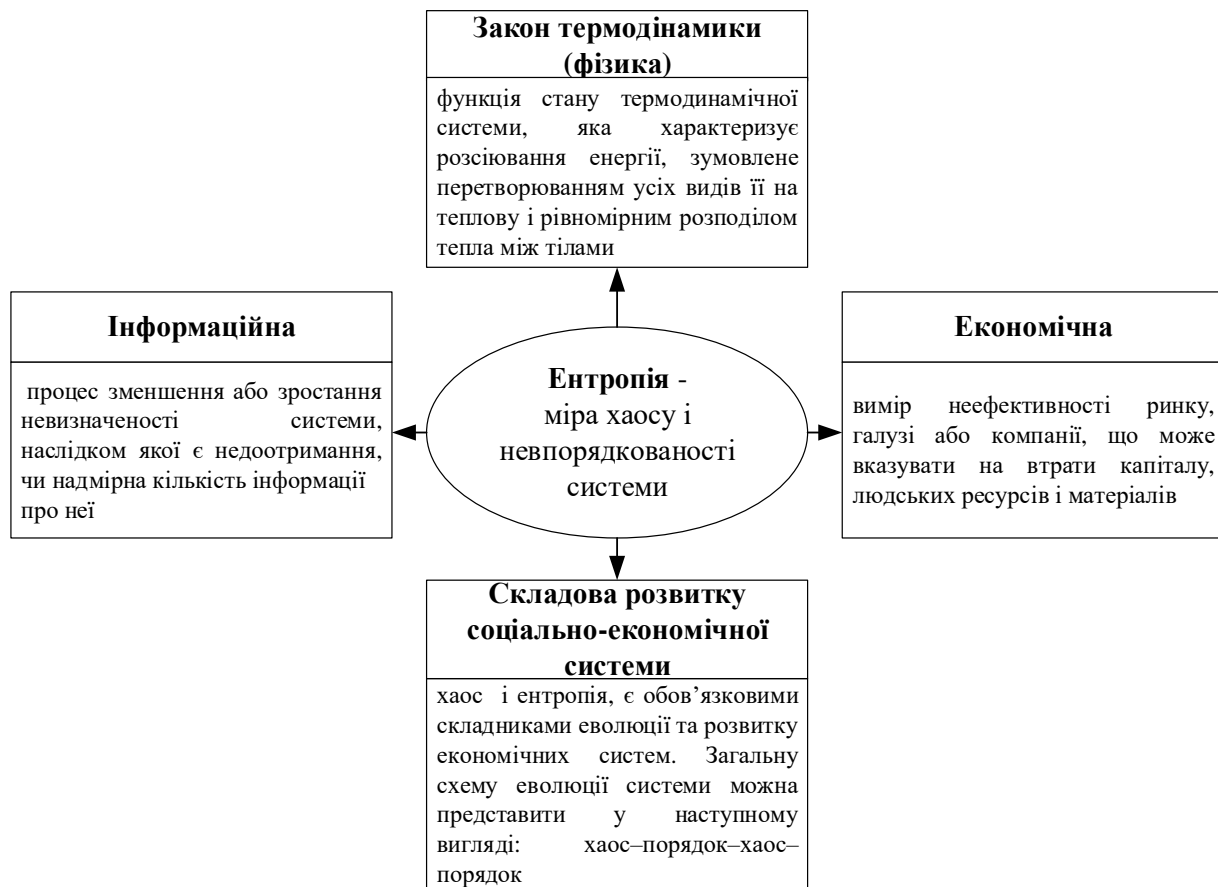 Закон термодінамики
(фізика)
функція стану термодинамічної
системи, яка характеризує
розсіювання енергії, зумовлене
перетворюванням усіх видів її на
теплову і рівномірним розподілом
тепла між тілами
Інформаційна
процес зменшення або зростання
невизначеності системи,
наслідком якої є недоотримання,
чи надмірна кількість інформації
про неї
Ентропія -
міра хаосу і
невпорядкованості
системи
Економічна
вимір неефективності ринку,
галузі або компанії, що може
вказувати на втрати капіталу,
людських ресурсів і матеріалів
Складова розвитку
соціально-економічної
системи
хаос і ентропія, є обов’язковими
складниками еволюції та розвитку
економічних систем. Загальну
схему еволюції системи можна
представити у наступному
вигляді: хаос–порядок–хаос–
порядок